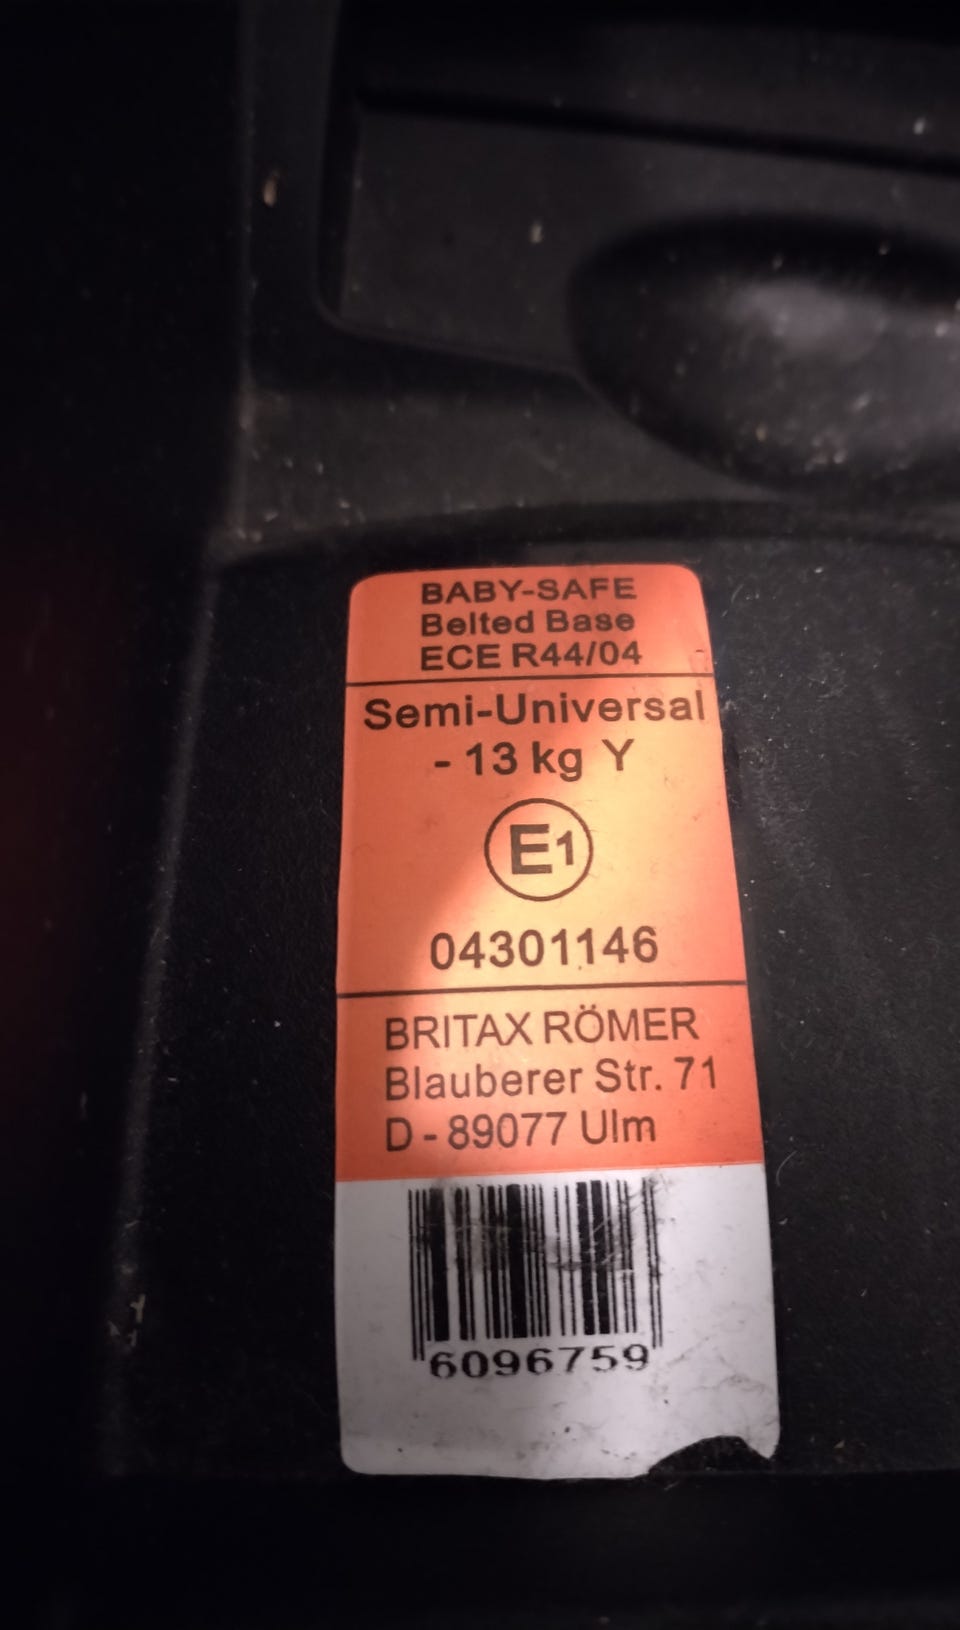 BABY-SAFE
Belted Base
ECE R44/04
Semi-Universal
- 13 kg Y
E1
04301146
BRITAX RÖMER
Blauberer Str. 71
D - 89077 Ulm
6096759